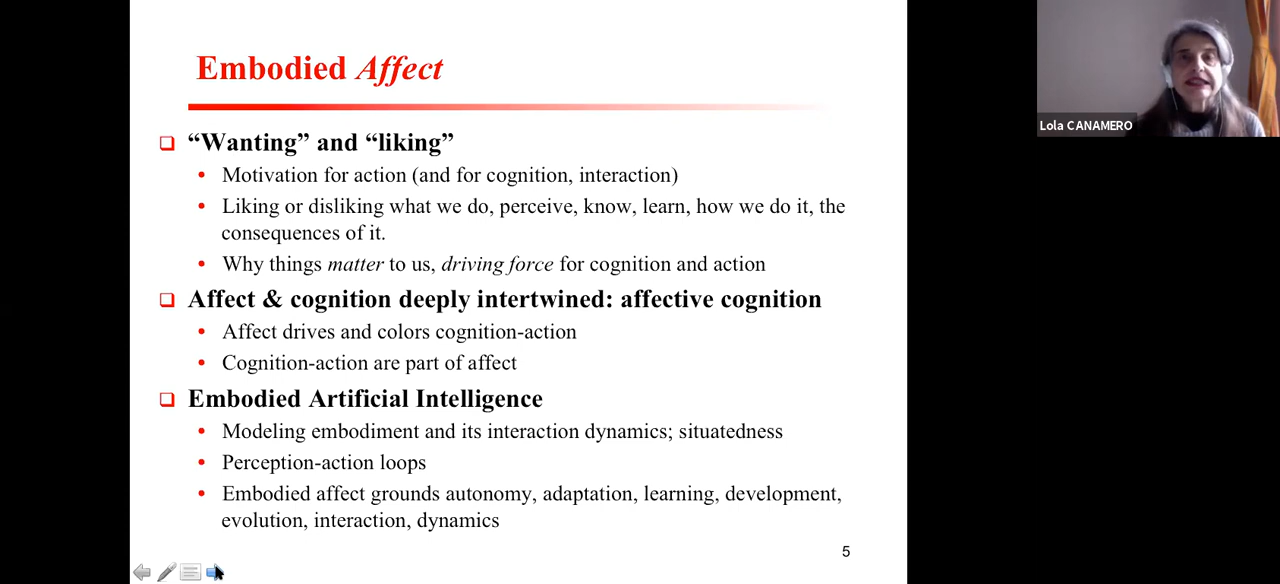 Embodied Affect
“Wanting” and “liking”
Motivation for action (and for cognition, interaction)
Liking or disliking what we do, perceive, know, learn, how we do it, the
consequences of it.
Why things matter to us, driving force for cognition and action
Affect & cognition deeply intertwined: affective cognition
Affect drives and colors cognition-action
Cognition-action are part of affect
Embodied Artificial Intelligence
Modeling embodiment and its interaction dynamics; situatedness
Perception-action loops
Embodied affect grounds autonomy, adaptation, learning, development,
evolution, interaction, dynamics
5
Lola CANAMERO